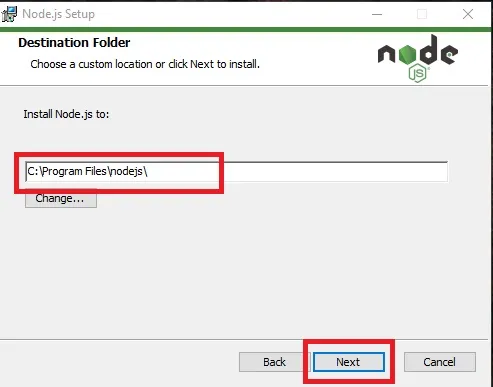 Node.js Setup
Destination Folder
Choose a custom location or click Next to install.
node
JS
Install Node.js to:
C:\Program Files\nodejs\
Change...
Back
Next
Cancel